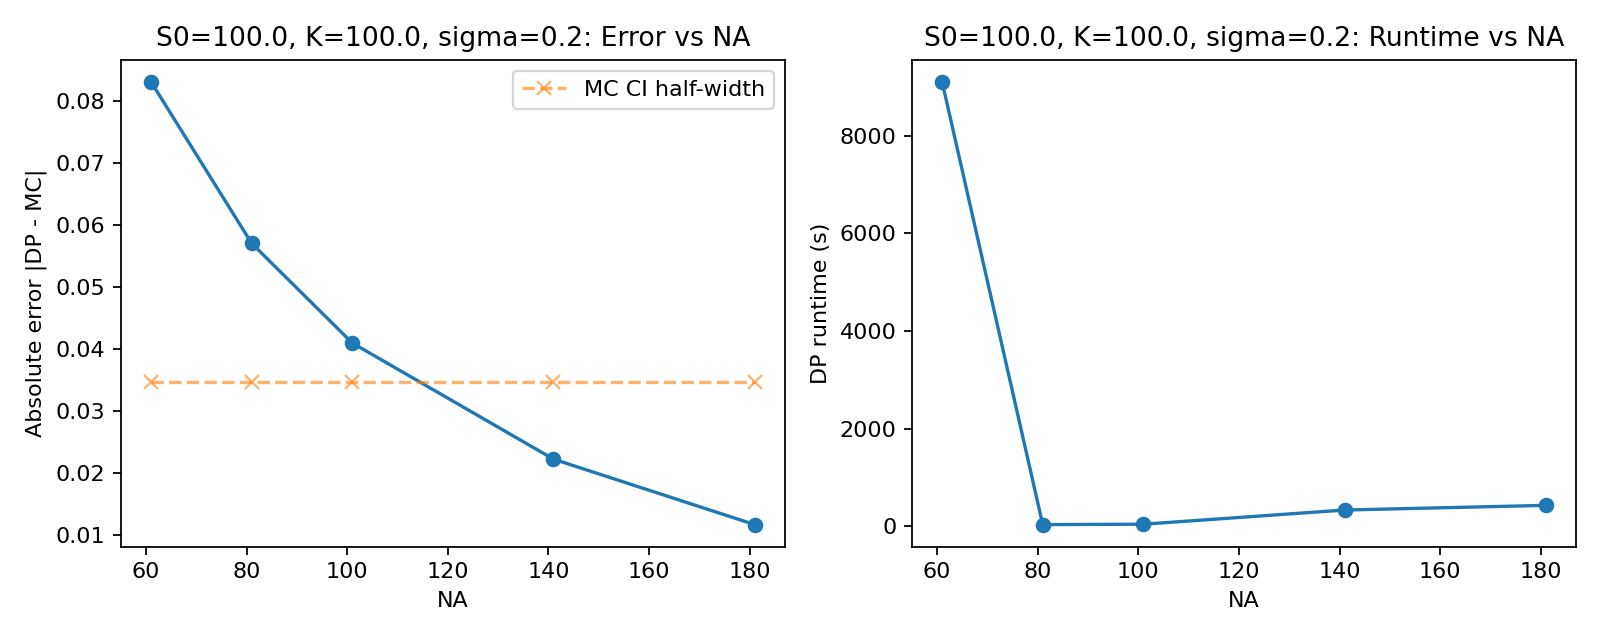 S0=100.0, K=100.0, sigma=0.2: Error vs NA
MC CI half-width
Absolute error |DP - MC|
0.08
0.07
0.06
0.05
0.04
0.03
0.02
0.01
60 80 100 120 140 160 180
NA
S0=100.0, K=100.0, sigma=0.2: Runtime vs NA
DP runtime (s)
8000
6000
4000
2000
0
60 80 100 120 140 160 180
NA